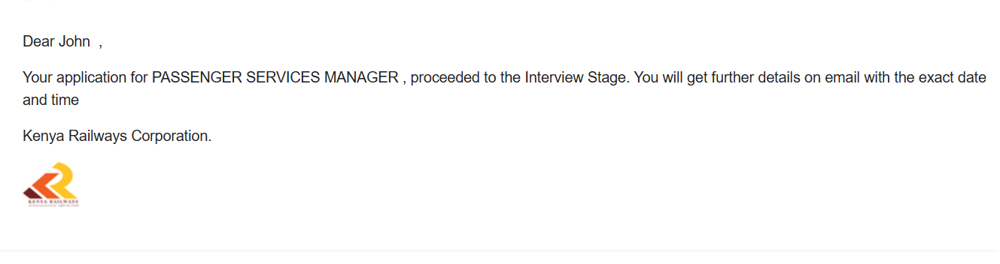 Dear John ,
Your application for PASSENGER SERVICES MANAGER , proceeded to the Interview Stage. You will get further details on email with the exact date
and time
Kenya Railways Corporation.
KENYA RAILWAYS